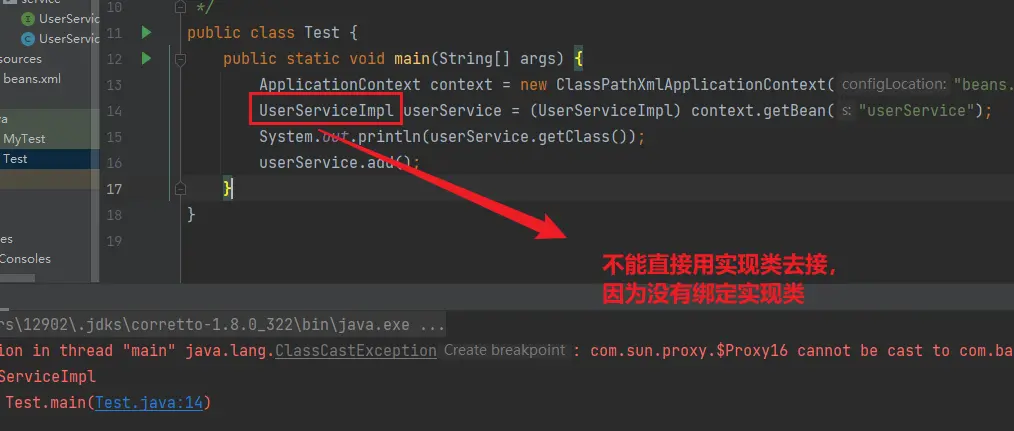 service
10 */
UserServic
11 public class Test {
UserServic
12 public static void main(String[] args) {
sources
13 ApplicationContext context = new ClassPathXmlApplicationContext( configLocation: "beans.
beans.xml
14 UserServiceImpl userService = (UserServiceImpl) context.getBean( s: "userService");
15 System.out.println(userService.getClass());
MyTest
16 userService.add();
Test
17 }
18 }
19
es
Consoles
不能直接用实现类去接，
因为没有绑定实现类
rs\12902\.jdks\corretto-1.8.0_322\bin\java.exe ...
ion in thread "main" java.lang.ClassCastException Create breakpoint : com.sun.proxy.$Proxy16 cannot be cast to com.ba
ServiceImpl
Test.main(Test.java:14)